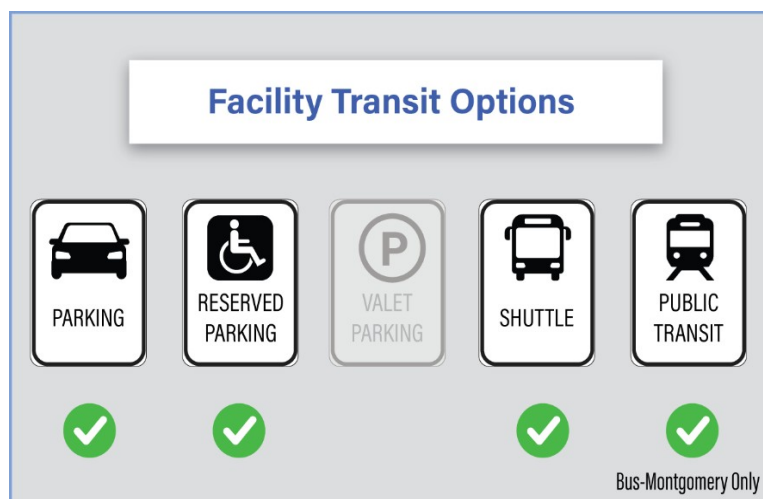 Facility Transit Options
PARKING
RESERVED
PARKING
P
VALET
PARKING
SHUTTLE
PUBLIC
TRANSIT
Bus-Montgomery Only